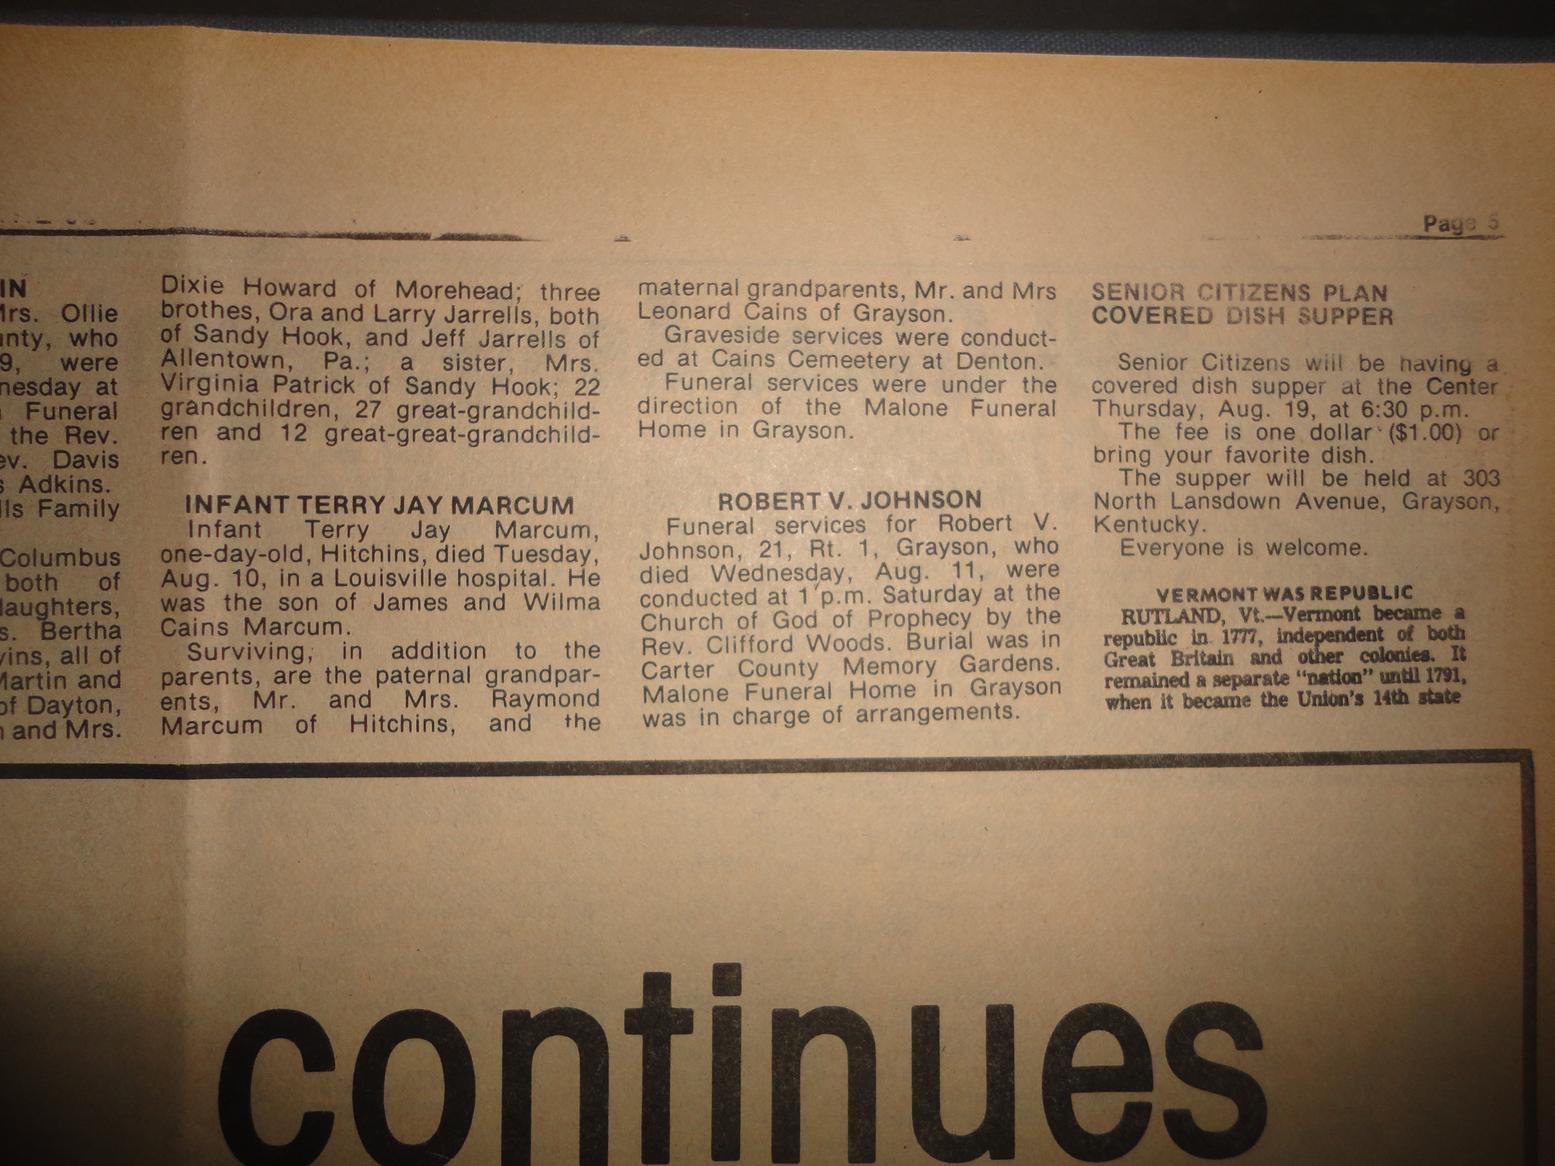 Page 5
IN
Mrs. Ollie
who
9, were
at
Funeral
the Rev.
Davis
Adkins.
Family
Columbus
both of
daughters,
Bertha
all of
Martin and
of Dayton,
and Mrs.
Dixie Howard of Morehead; three
brothes, Ora and Larry Jarrells, both
of Sandy Hook, and Jeff Jarrells of
Allentown, Pa.; a sister, Mrs.
Virginia Patrick of Sandy Hook; 22
grandchildren, 27 great-grandchild-
ren and 12 great-great-grandchild-
ren.
INFANT TERRY JAY MARCUM
Infant Terry Jay Marcum,
one-day-old, Hitchins, died Tuesday,
Aug. 10, in a Louisville hospital. He
was the son of James and Wilma
Cains Marcum.
Surviving, in addition to the
parents, are the paternal grandpar-
ents, Mr. and Mrs. Raymond
Marcum of Hitchins, and the
maternal grandparents, Mr. and Mrs
Leonard Cains of Grayson.
Graveside services were conduct-
ed at Cains Cemeetery at Denton.
Funeral services were under the
direction of the Malone Funeral
Home in Grayson.
ROBERT V. JOHNSON
Funeral services for Robert V.
Johnson, 21, Rt. 1, Grayson, who
died Wednesday, Aug. 11, were
conducted at 1 p.m. Saturday at the
Church of God of Prophecy by the
Rev. Clifford Woods. Burial was in
Carter County Memory Gardens.
Malone Funeral Home in Grayson
was in charge of arrangements.
SENIOR CITIZENS PLAN
COVERED DISH SUPPER
Senior Citizens will be having a
covered dish supper at the Center
Thursday, Aug. 19, at 6:30 p.m.
The fee is one dollar ($1.00) or
bring your favorite dish.
The supper will be held at 303
North Lansdown Avenue, Grayson,
Kentucky.
Everyone is welcome.
VERMONT WAS REPUBLIC
RUTLAND, Vt.—Vermont became a
republic in 1777, independent of both
Great Britain and other colonies. It
remained a separate "nation" until 1791,
when it became the Union's 14th state
continues